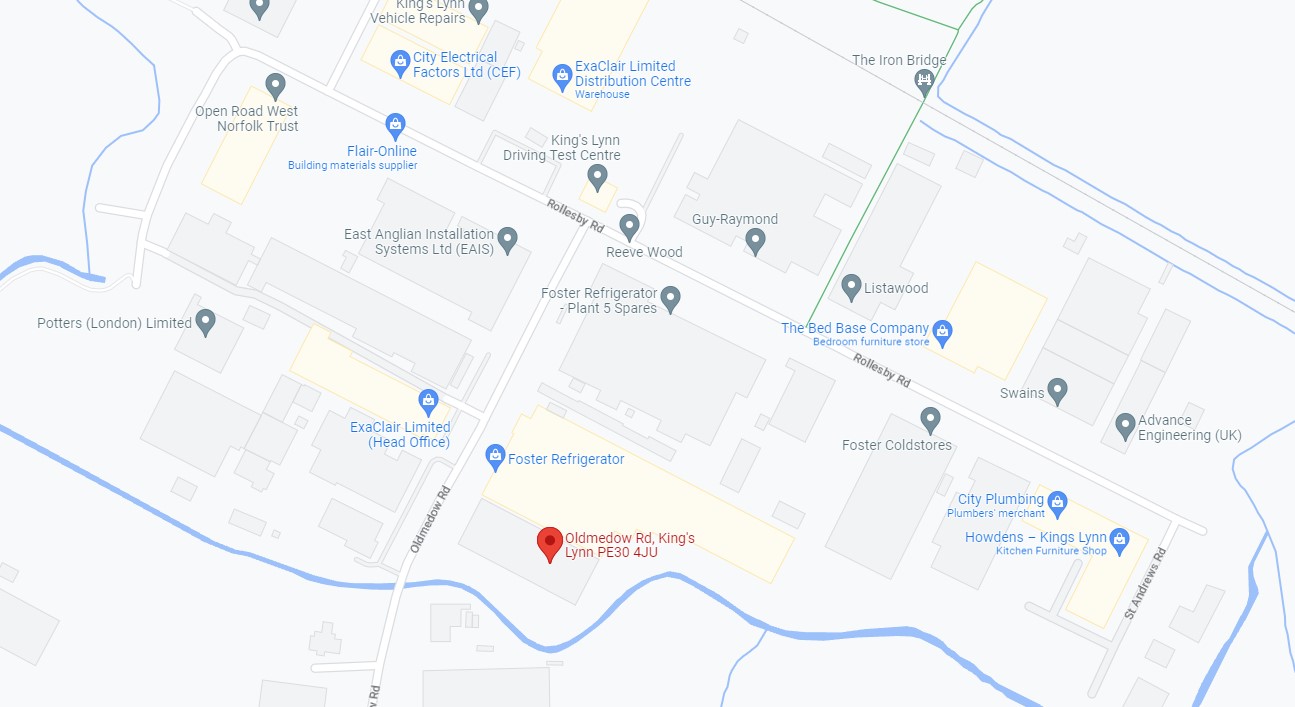 King's Lynn
Vehicle Repairs
City Electrical
Factors Ltd (CEF)
ExaClair Limited
Distribution Centre
Warehouse
The Iron Bridge
Open Road West
Norfolk Trust
Flair-Online
Building materials supplier
King's Lynn
Driving Test Centre
Rollesby Rd
Guy-Raymond
East Anglian Installation
Systems Ltd (EAIS)
Reeve Wood
Foster Refrigerator
- Plant 5 Spares
Listawood
Potters (London) Limited
The Bed Base Company
Bedroom furniture store
Rollesby Rd
Swains
ExaClair Limited
(Head Office)
Foster Coldstores
Advance
Engineering (UK)
Foster Refrigerator
Oldmedow Rd
City Plumbing
Plumbers' merchant
Oldmedow Rd, King's
Lynn PE30 4JU
Howdens – Kings Lynn
Kitchen Furniture Shop
St Andrews Rd
w Rd